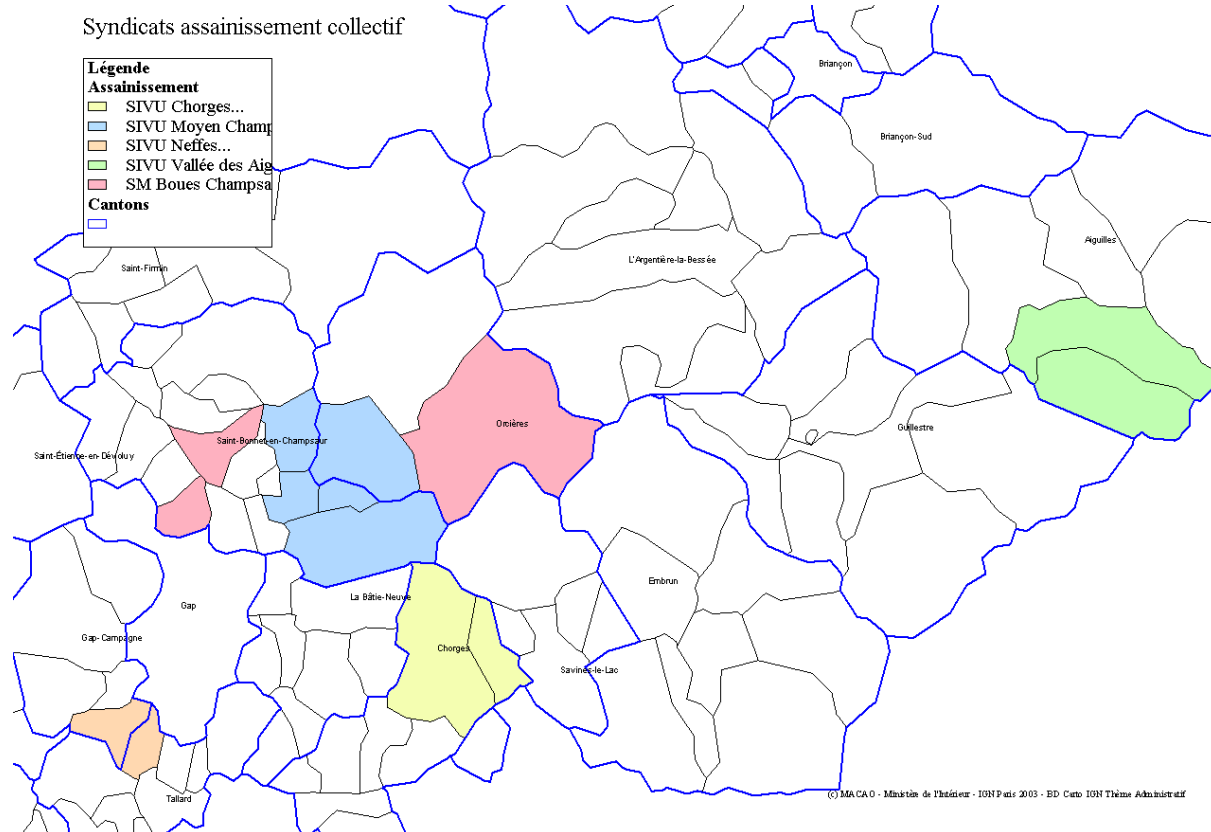 Syndicats assainissement collectif
Légende
Assainissement
SIVU Chorges...
SIVU Moyen Champ
SIVU Neffes...
SIVU Vallée des Aig
SM Boues Champsa
Cantons
Briançon
Briançon-Sud
Aiguilles
L'Argentière-la-Bessée
Saint-Firmin
Orcières
Guillestre
Saint-Bonnet-en-Champsaur
Saint-Étienne-en-Dévoluy
Embrun
La Bâtie-Neuve
Gap
Gap-Campagne
Chorges
Savines-le-Lac
Tallard
(c) MACAO - Ministère de l'Intérieur - IGN Paris 2003 - BD Carto IGN Thème Administratif